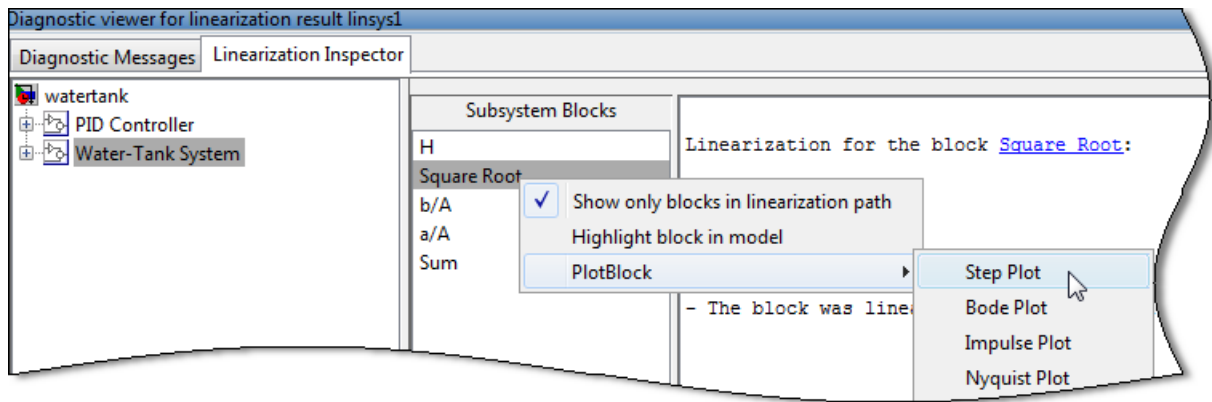 Diagnostic viewer for linearization result linsys1
Diagnostic Messages
Linearization Inspector
watertank
PID Controller
Water-Tank System
Subsystem Blocks
H
Square Root
b/A
a/A
Sum
Linearization for the block Square Root:
Show only blocks in linearization path
Highlight block in model
PlotBlock
Step Plot
Bode Plot
Impulse Plot
Nyquist Plot
- The block was